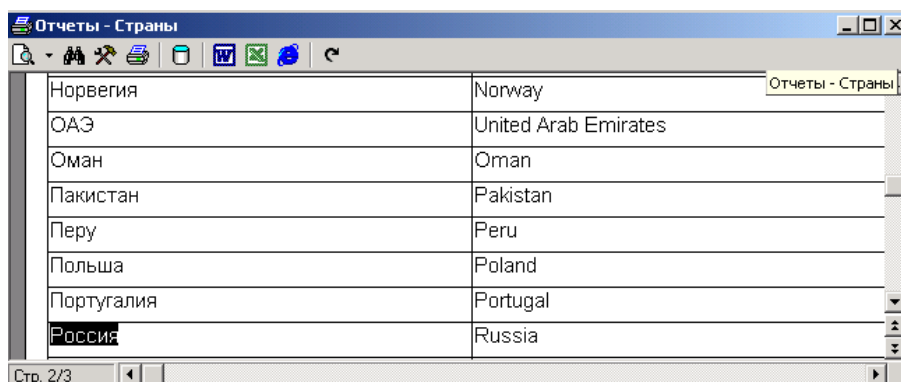 Отчеты - Страны
Отчеты - Страны
Норвегия Norway
ОАЭ United Arab Emirates
Оман Oman
Пакистан Pakistan
Перу Peru
Польша Poland
Португалия Portugal
Россия Russia
Стр. 2/3